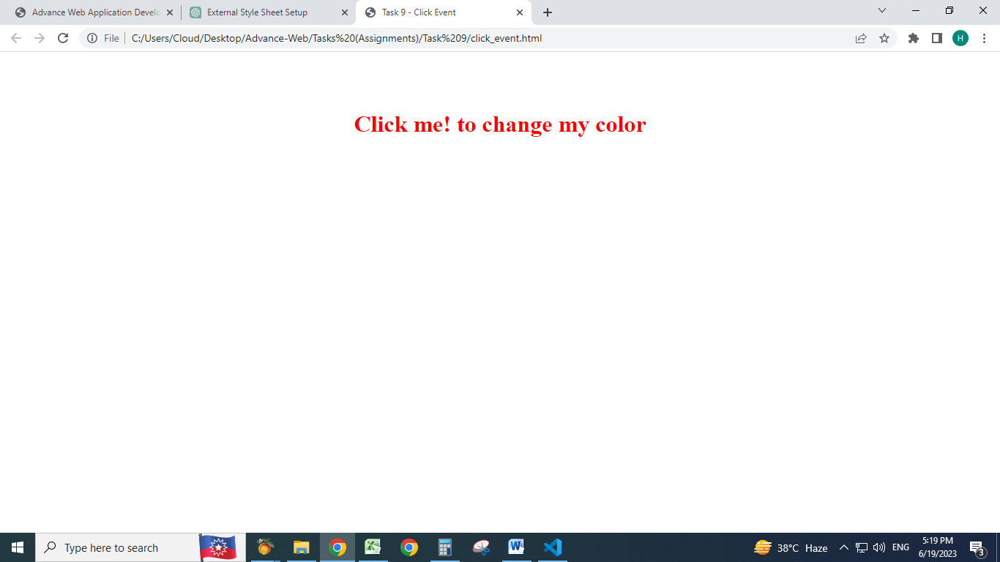 Advance Web Application Develo
External Style Sheet Setup
Task 9 - Click Event
File
C:/Users/Cloud/Desktop/Advance-Web/Tasks%20(Assignments)/Task%209/click_event.html
H
Click me! to change my color
Type here to search
38°C Haze
ENG
5:19 PM
6/19/2023
3